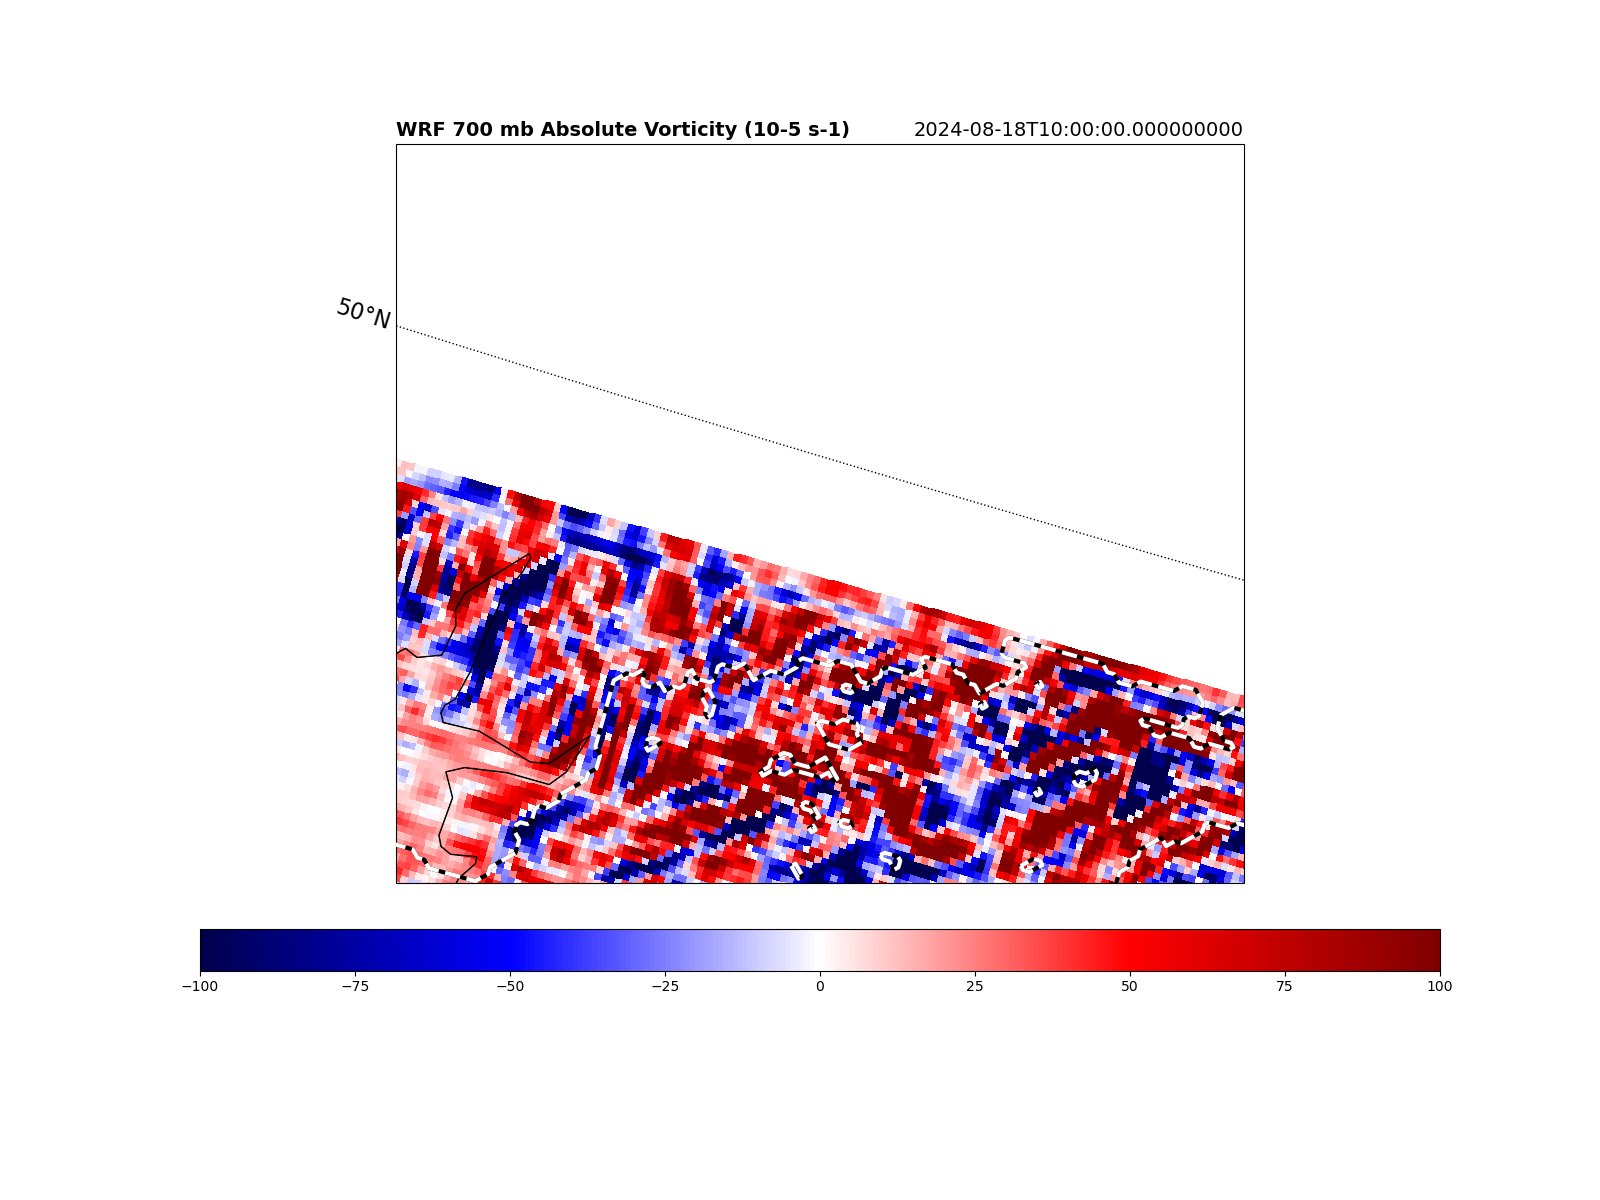 WRF 700 mb Absolute Vorticity (10-5 s-1) 2024-08-18T10:00:00.000000000
50°N
−100 −75 −50 −25 0 25 50 75 100